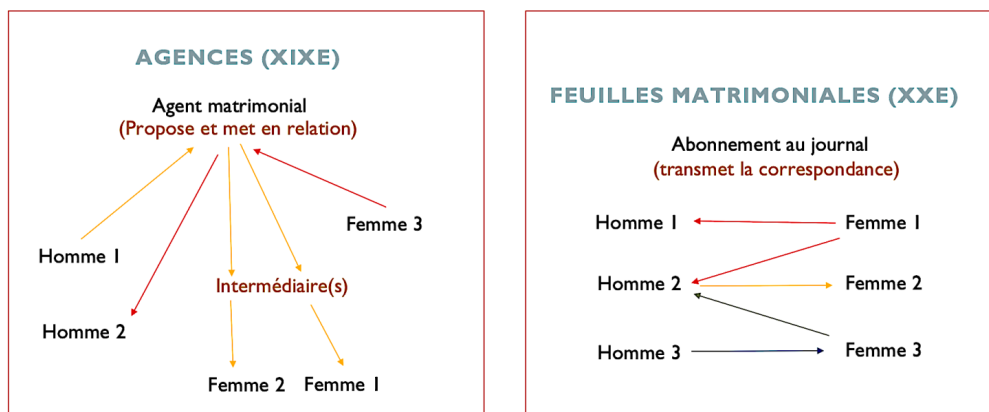 AGENCES (XIXE)
Agent matrimonial
(Propose et met en relation)
Femme 3
Homme 1
Intermédiaire(s)
Homme 2
Femme 2 Femme 1
FEUILLES MATRIMONIALES (XXE)
Abonnement au journal
(transmet la correspondance)
Homme 1 Femme 1
Homme 2 Femme 2
Homme 3 Femme 3